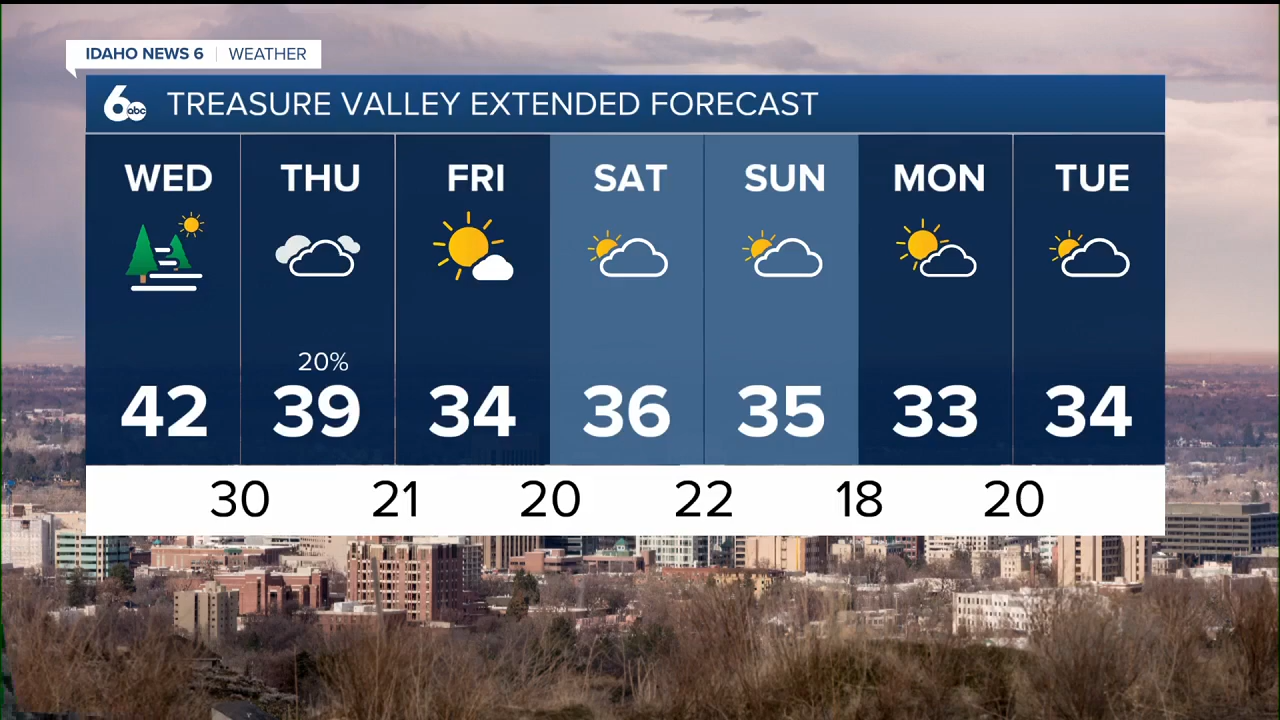 IDAHO NEWS 6 | WEATHER
6 abc TREASURE VALLEY EXTENDED FORECAST
WED THU FRI SAT SUN MON TUE
20%
42 39 34 36 35 33 34
30 21 20 22 18 20